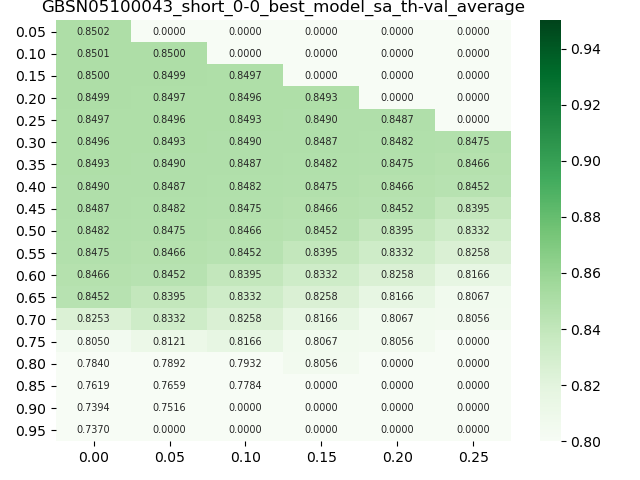 GBSN05100043_short_0-0_best_model_sa_th-val_average
0.05 0.8502 0.0000 0.0000 0.0000 0.0000 0.0000
0.10 0.8501 0.8500 0.0000 0.0000 0.0000 0.0000
0.15 0.8500 0.8499 0.8497 0.0000 0.0000 0.0000
0.20 0.8499 0.8497 0.8496 0.8493 0.0000 0.0000
0.25 0.8497 0.8496 0.8493 0.8490 0.8487 0.0000
0.30 0.8496 0.8493 0.8490 0.8487 0.8482 0.8475
0.35 0.8493 0.8490 0.8487 0.8482 0.8475 0.8466
0.40 0.8490 0.8487 0.8482 0.8475 0.8466 0.8452
0.45 0.8487 0.8482 0.8475 0.8466 0.8452 0.8395
0.50 0.8482 0.8475 0.8466 0.8452 0.8395 0.8332
0.55 0.8475 0.8466 0.8452 0.8395 0.8332 0.8258
0.60 0.8466 0.8452 0.8395 0.8332 0.8258 0.8166
0.65 0.8452 0.8395 0.8332 0.8258 0.8166 0.8067
0.70 0.8253 0.8332 0.8258 0.8166 0.8067 0.8056
0.75 0.8050 0.8121 0.8166 0.8067 0.8056 0.0000
0.80 0.7840 0.7892 0.7932 0.8056 0.0000 0.0000
0.85 0.7619 0.7659 0.7784 0.0000 0.0000 0.0000
0.90 0.7394 0.7516 0.0000 0.0000 0.0000 0.0000
0.95 0.7370 0.0000 0.0000 0.0000 0.0000 0.0000
0.00 0.05 0.10 0.15 0.20 0.25
0.94
0.92
0.90
0.88
0.86
0.84
0.82
0.80